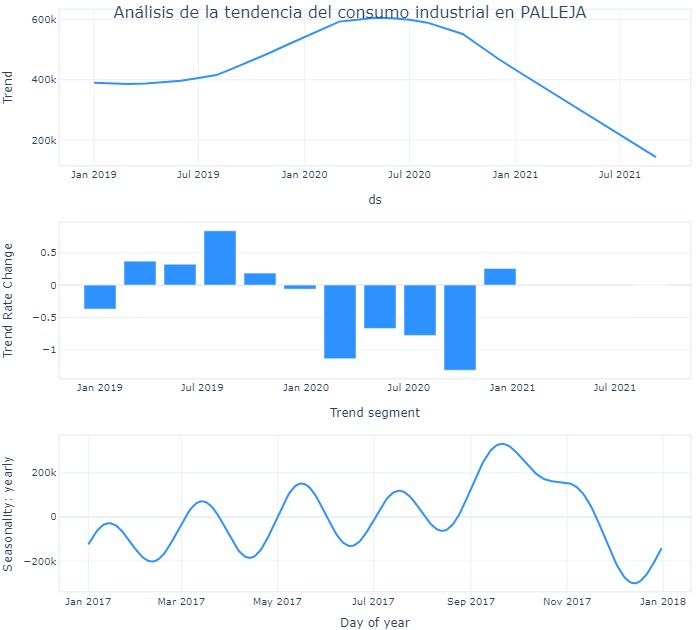 Análisis de la tendencia del consumo industrial en PALLEJA
600k
400k
200k
Trend
Jan 2019 Jul 2019 Jan 2020 Jul 2020 Jan 2021 Jul 2021
ds
0.5
0
−0.5
−1
Trend Rate Change
Jan 2019 Jul 2019 Jan 2020 Jul 2020 Jan 2021 Jul 2021
Trend segment
200k
0
−200k
Seasonality: yearly
Jan 2017 Mar 2017 May 2017 Jul 2017 Sep 2017 Nov 2017 Jan 2018
Day of year